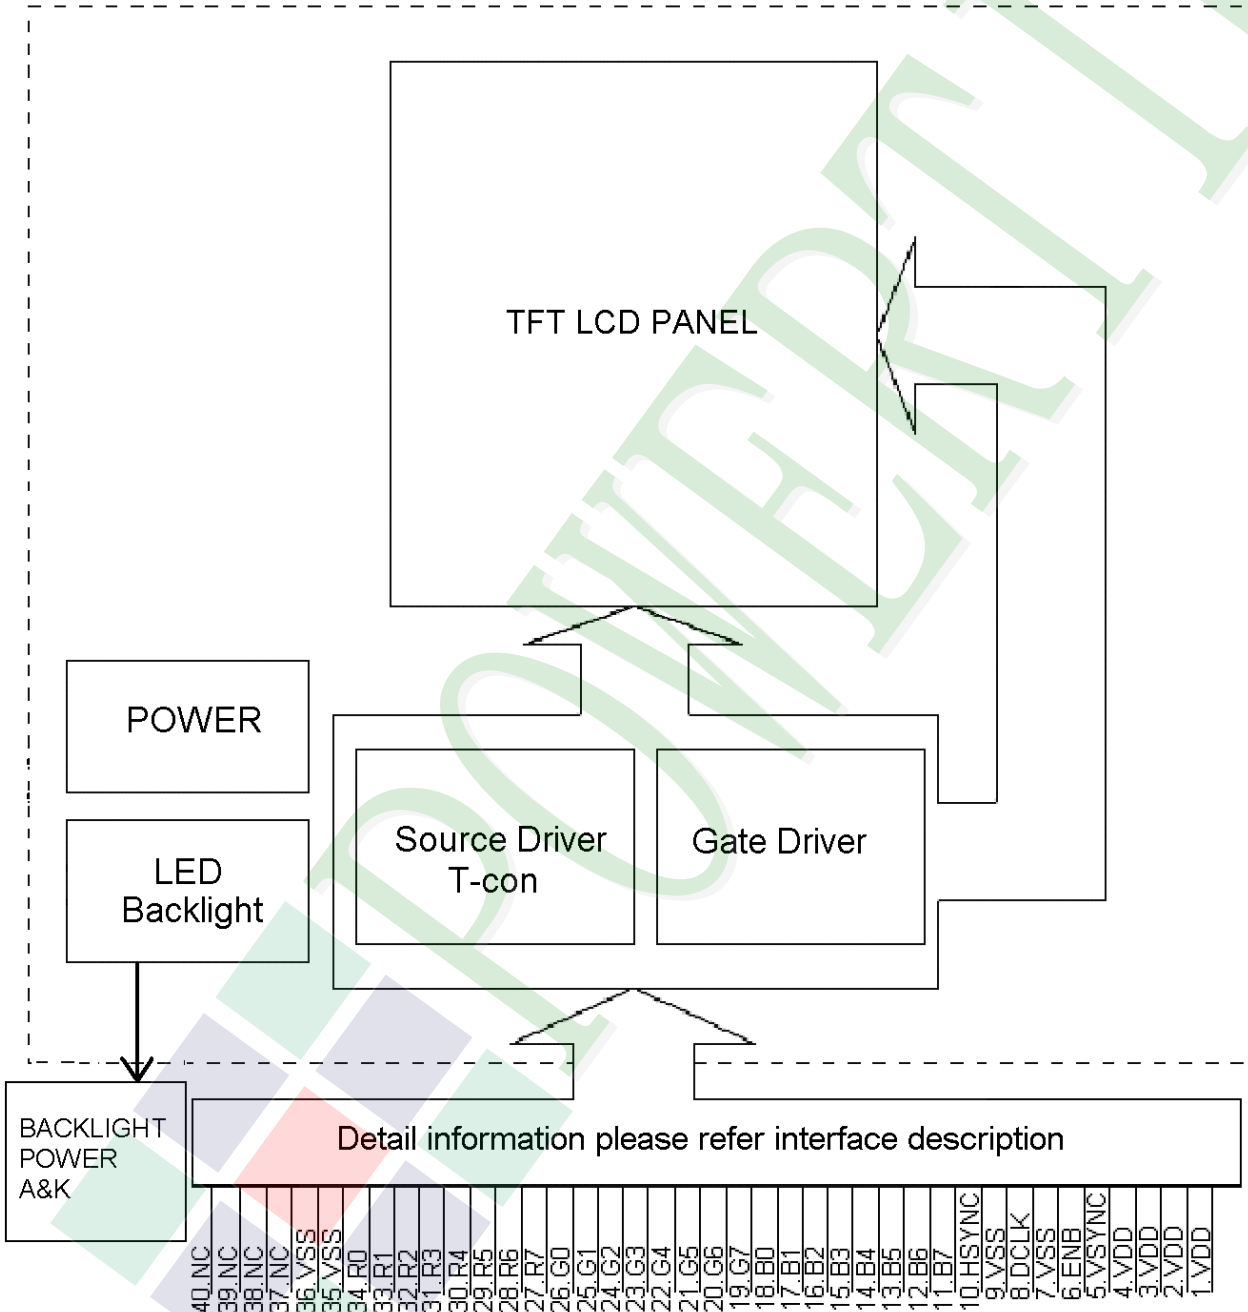 TFT LCD PANEL
POWER
LED
Backlight
Source Driver
T-con
Gate Driver
BACKLIGHT
POWER
A&K
Detail information please refer interface description
40.NC
39.NC
38.NC
37.NC
36.VSS
35.VSS
34.R0
33.R1
32.R2
31.R3
30.R4
29.R5
28.R6
27.R7
26.G0
25.G1
24.G2
23.G3
22.G4
21.G5
20.G6
19.G7
18.B0
17.B1
16.B2
15.B3
14.B4
13.B5
12.B6
11.B7
10.HSYNC
9.VSS
8.DCLK
7.VSS
6.ENB
5.VSYNC
4.VDD
3.VDD
2.VDD
1.VDD
POWERT